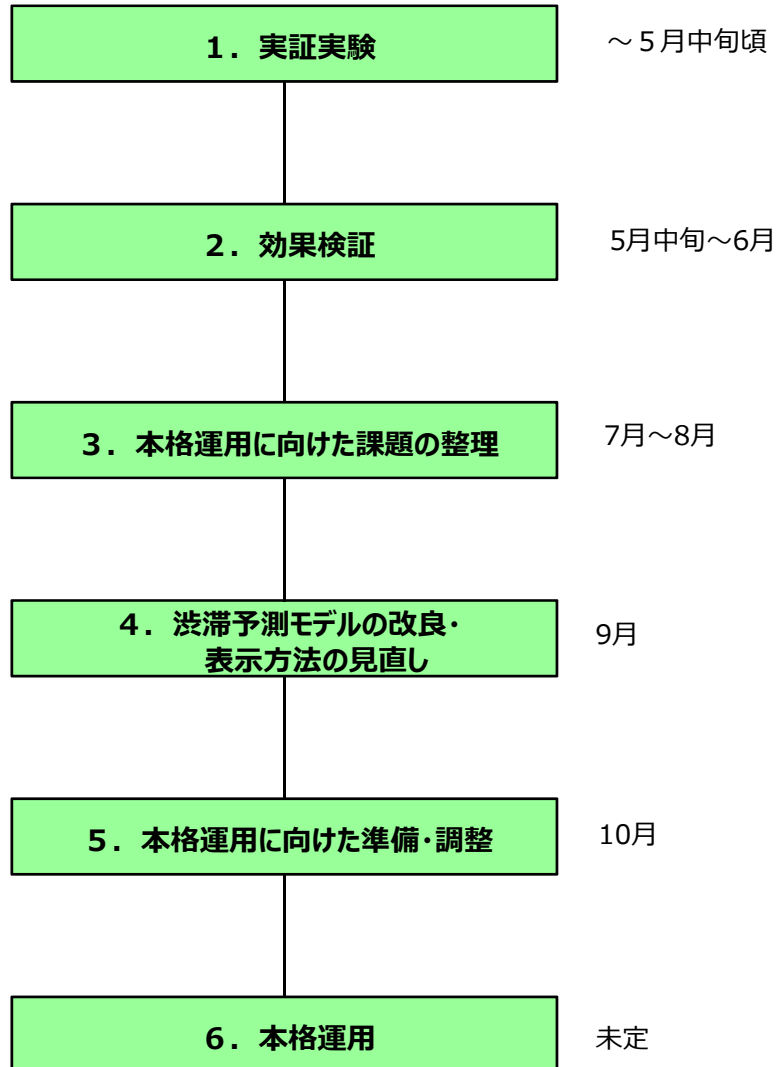 １．実証実験
～５月中旬頃
２．効果検証
5月中旬～6月
３．本格運用に向けた課題の整理
7月～8月
４．渋滞予測モデルの改良・
表示方法の見直し
9月
５．本格運用に向けた準備・調整
10月
６．本格運用
未定